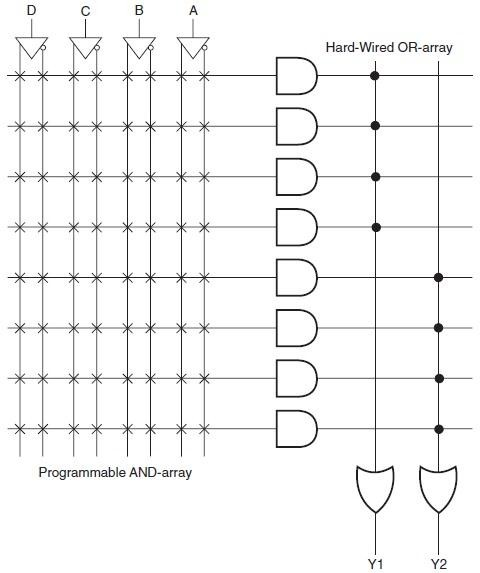 D C B A
Hard-Wired OR-array
Programmable AND-array
Y1 Y2